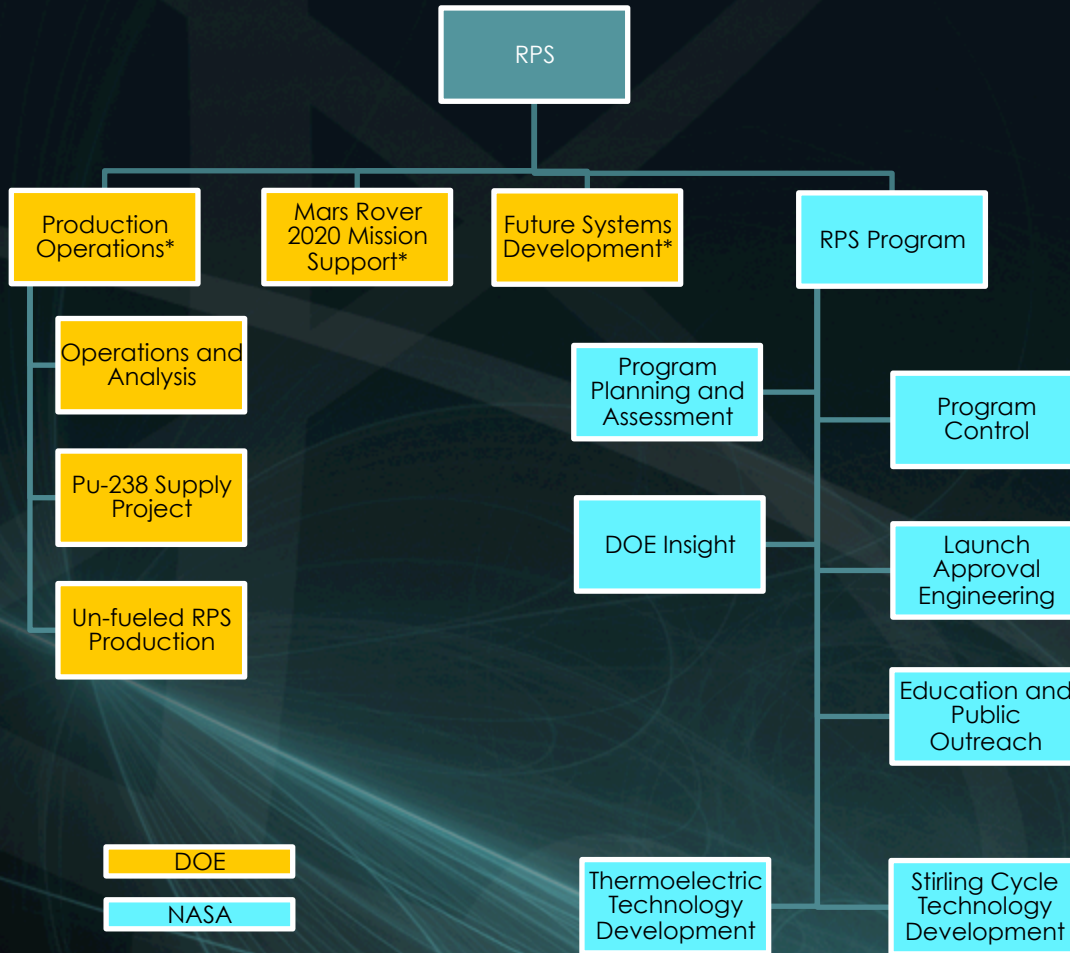 RPS
Production
Operations*
Mars Rover
2020 Mission
Support*
Future Systems
Development*
RPS Program
Operations and
Analysis
Pu-238 Supply
Project
Un-fueled RPS
Production
Program
Planning and
Assessment
Program
Control
DOE Insight
Launch
Approval
Engineering
Education and
Public
Outreach
Thermoelectric
Technology
Development
Stirling Cycle
Technology
Development
DOE
NASA